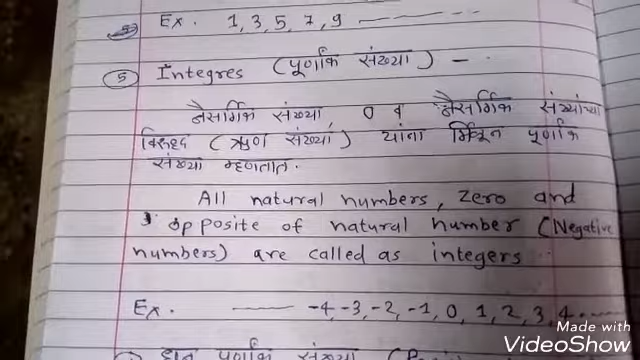 Ex. 1, 3, 5, 7, 9 ―――
5 Integres (पूर्णांक संख्या) – .
नैसर्गिक संख्या, 0 व नैसर्गिक संख्यांच्या
विरुद्ध (ऋण संख्या) यांना मिळून पूर्णांक
संख्या म्हणतात.
All natural numbers, zero and
opposite of natural number (Negative
numbers) are called as integers
Ex. ――― -4, -3, -2, -1, 0, 1, 2, 3, 4 ......
पूर्णांक संख्या
Made with
VideoShow